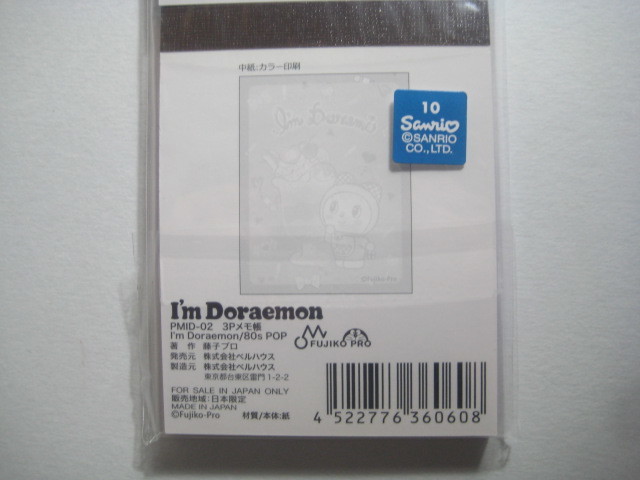 中紙:カラー印刷
I'm Doraemon
10
Sanrio
©SANRIO
CO.,LTD.
©Fujiko-Pro
I'm Doraemon
PMID-02 3Pメモ帳
I'm Doraemon/80s POP
FUJIKO PRO
著 作 藤子プロ
発売元 株式会社ベルハウス
製造元 株式会社ベルハウス
東京都台東区雷門1-2-2
FOR SALE IN JAPAN ONLY
販売地域:日本限定
MADE IN JAPAN
©Fujiko-Pro 材質/本体:紙
4 522776 360608